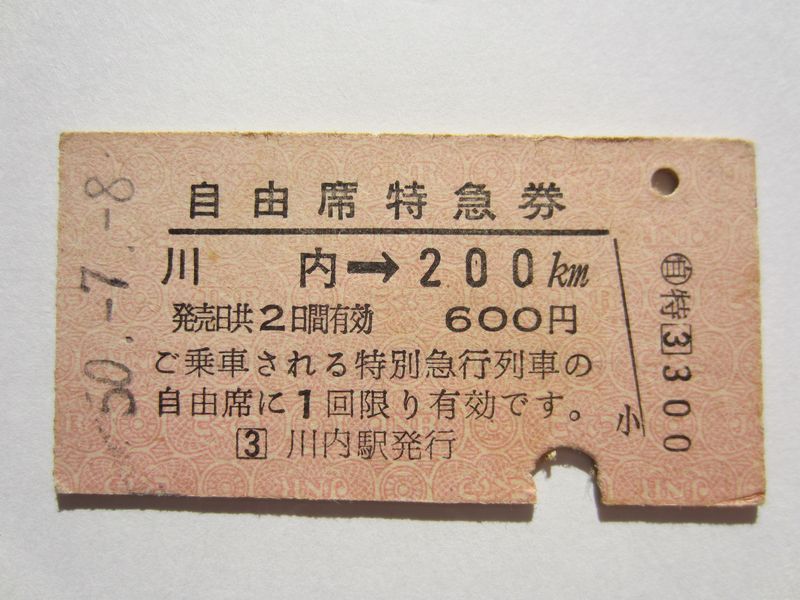 50.-7.-8
自由席特急券
川内→200km
発売日共2日間有効 600円
ご乗車される特別急行列車の
自由席に1回限り有効です。
3 川内駅発行
小
自特3300